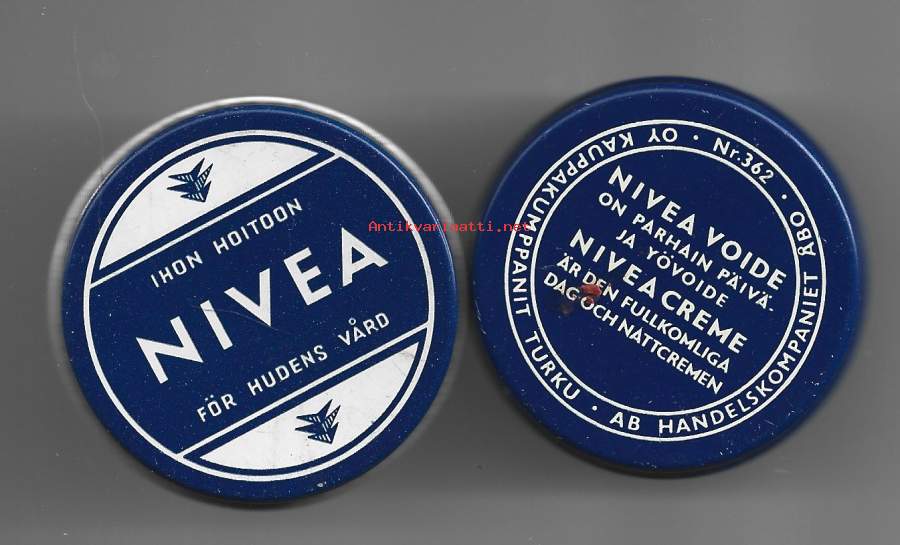 IHON HOITOON
NIVEA
FÖR HUDENS VÅRD
OY KAUPPAKUMPPANIT TURKU · AB HANDELSKOMPANIET ÅBO · Nr. 362 ·
NIVEA VOIDE
ON PARHAIN PÄIVÄ-
JA YÖVOIDE
NIVEA CREME
ÄR DEN FULLKOMLIGA
DAG OCH NATTCREMEN
Antikvariaatti.net